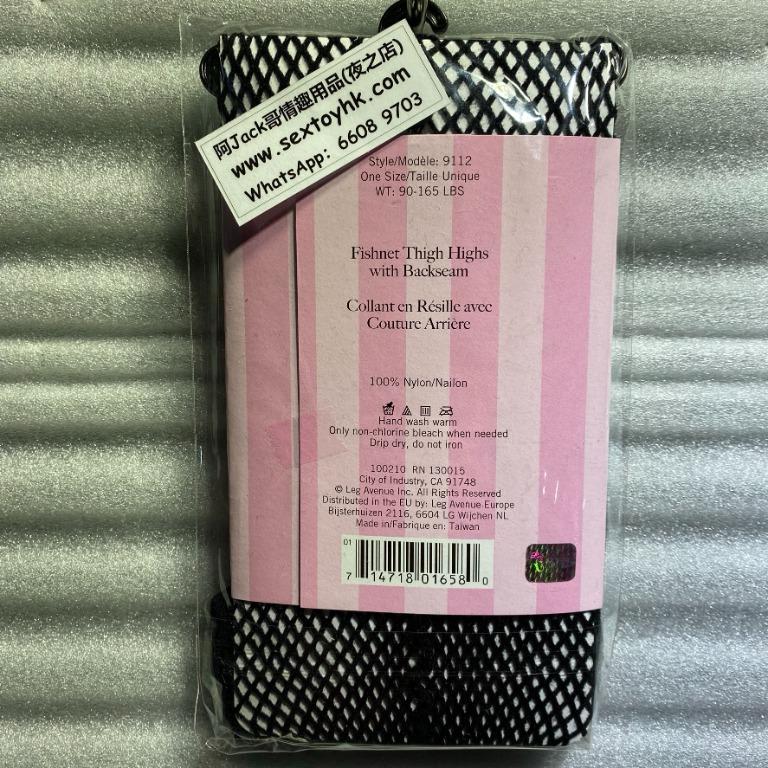 阿Jack哥情趣用品(夜之店)
www.sextoyhk.com
WhatsApp: 6608 9703
Style/Modèle: 9112
One Size/Taille Unique
WT: 90-165 LBS
Fishnet Thigh Highs
with Backseam
Collant en Résille avec
Couture Arrière
100% Nylon/Nailon
Hand wash warm
Only non-chlorine bleach when needed
Drip dry, do not iron
100210 RN 130015
City of Industry, CA 91748
© Leg Avenue Inc. All Rights Reserved
Distributed in the EU by: Leg Avenue Europe
Bijsterhuizen 2116, 6604 LG Wijchen NL
Made in/Fabrique en: Taiwan
01
7 14718 01658 0